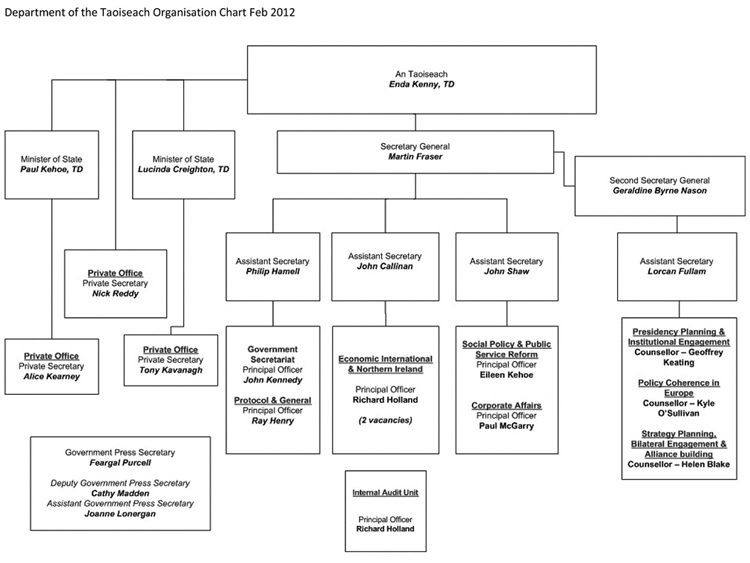 Department of the Taoiseach Organisation Chart Feb 2012
An Taoiseach
Enda Kenny, TD
Minister of State
Paul Kehoe, TD
Minister of State
Lucinda Creighton, TD
Secretary General
Martin Fraser
Second Secretary General
Geraldine Byrne Nason
Private Office
Private Secretary
Nick Reddy
Assistant Secretary
Philip Hamell
Assistant Secretary
John Callinan
Assistant Secretary
John Shaw
Assistant Secretary
Lorcan Fullam
Private Office
Private Secretary
Alice Kearney
Private Office
Private Secretary
Tony Kavanagh
Government
Secretariat
Principal Officer
John Kennedy
Protocol & General
Principal Officer
Ray Henry
Economic International
& Northern Ireland
Principal Officer
Richard Holland
(2 vacancies)
Social Policy & Public
Service Reform
Principal Officer
Eileen Kehoe
Corporate Affairs
Principal Officer
Paul McGarry
Presidency Planning &
Institutional Engagement
Counsellor – Geoffrey
Keating
Policy Coherence in
Europe
Counsellor – Kyle
O'Sullivan
Strategy Planning,
Bilateral Engagement &
Alliance building
Counsellor – Helen Blake
Government Press Secretary
Feargal Purcell
Deputy Government Press Secretary
Cathy Madden
Assistant Government Press Secretary
Joanne Lonergan
Internal Audit Unit
Principal Officer
Richard Holland